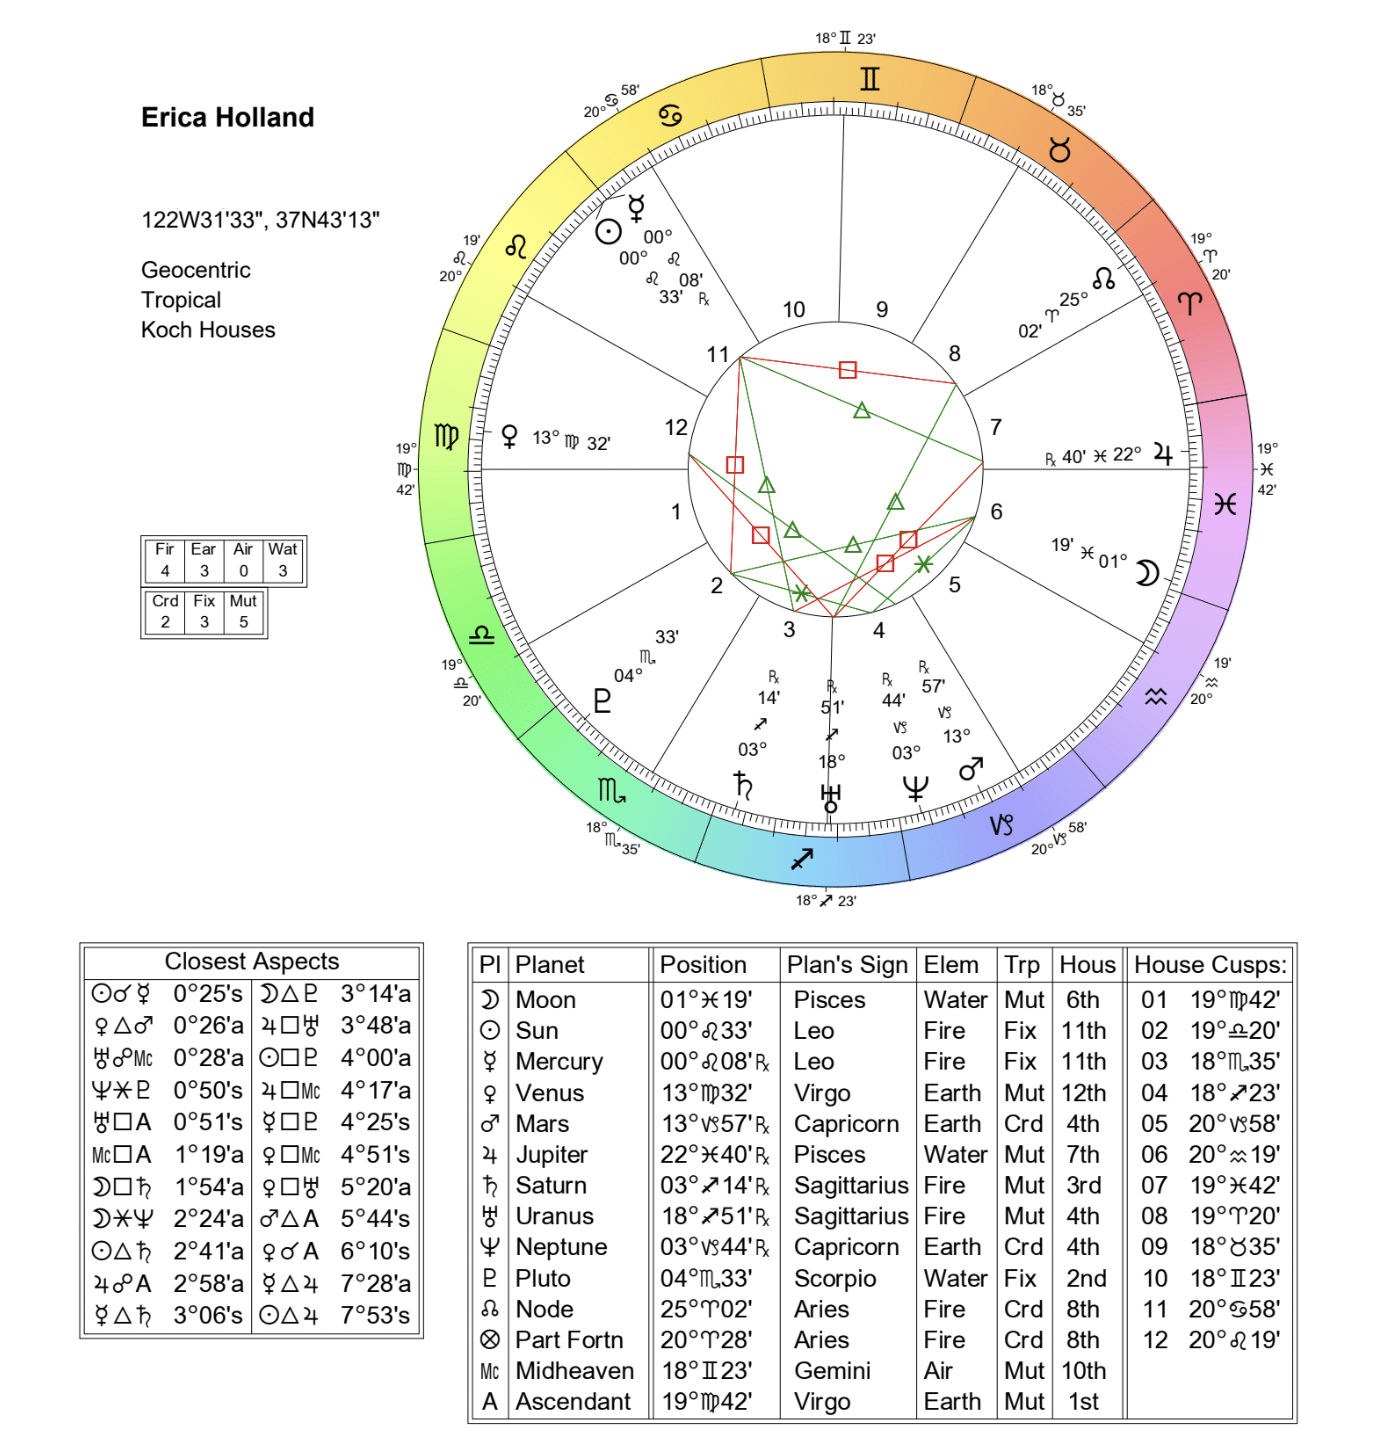 Erica Holland
122W31'33", 37N43'13"
Geocentric
Tropical
Koch Houses
18°♊23'
18°♉35'
19°♈20'
19°♓42'
19'♒20°
20°♑58'
18°♐23'
18°♏35'
19°♎20'
19°♍42'
19'♌20°
20°♋58'
♊
♉
♈
♓
♒
♑
♐
♏
♎
♍
♌
♋
☿ 00° ♌ 08' ℞
☉ 00° ♌ 33'
☊ 25° ♈ 02'
♀ 13° ♍ 32'
℞ 40' ♓ 22° ♃
19' ♓ 01° ☽
♇ 04° ♏ 33'
℞ 14' ♐ 03° ♄
℞ 51' ♐ 18° ♅
℞ 44' ♑ 03° ♆
℞ 57' ♑ 13° ♂
10 9
11 8
12 7
1 6
2 5
3 4
Fir Ear Air Wat
4 3 0 3
Crd Fix Mut
2 3 5
Closest Aspects
☉☌☿ 0°25's ☽△♇ 3°14'a
♀△♂ 0°26'a ♃□♅ 3°48'a
♅☍Mc 0°28'a ☉□♇ 4°00'a
♆⚹♇ 0°50's ♃□Mc 4°17'a
♅□A 0°51's ☿□♇ 4°25's
Mc□A 1°19'a ♀□Mc 4°51's
☽□♄ 1°54'a ♀□♅ 5°20'a
☽⚹♆ 2°24'a ♂△A 5°44's
☉△♄ 2°41'a ♀☌A 6°10's
♃☍A 2°58'a ☿△♃ 7°28'a
☿△♄ 3°06's ☉△♃ 7°53's
Pl Planet Position Plan's Sign Elem Trp Hous House Cusps:
☽ Moon 01°♓19' Pisces Water Mut 6th 01 19°♍42'
☉ Sun 00°♌33' Leo Fire Fix 11th 02 19°♎20'
☿ Mercury 00°♌08'℞ Leo Fire Fix 11th 03 18°♏35'
♀ Venus 13°♍32' Virgo Earth Mut 12th 04 18°♐23'
♂ Mars 13°♑57'℞ Capricorn Earth Crd 4th 05 20°♑58'
♃ Jupiter 22°♓40'℞ Pisces Water Mut 7th 06 20°♒19'
♄ Saturn 03°♐14'℞ Sagittarius Fire Mut 3rd 07 19°♓42'
♅ Uranus 18°♐51'℞ Sagittarius Fire Mut 4th 08 19°♈20'
♆ Neptune 03°♑44'℞ Capricorn Earth Crd 4th 09 18°♉35'
♇ Pluto 04°♏33' Scorpio Water Fix 2nd 10 18°♊23'
☊ Node 25°♈02' Aries Fire Crd 8th 11 20°♋58'
⊗ Part Fortn 20°♈28' Aries Fire Crd 8th 12 20°♌19'
Mc Midheaven 18°♊23' Gemini Air Mut 10th
A Ascendant 19°♍42' Virgo Earth Mut 1st